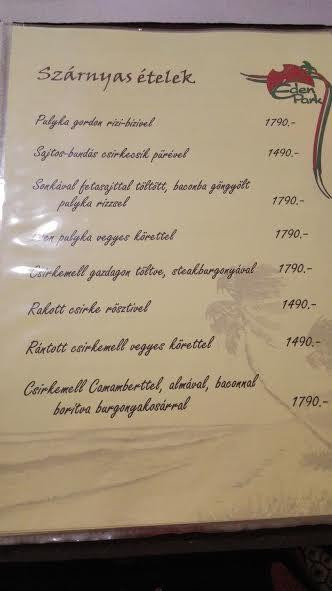 Szárnyas ételek
Eden
Park
Pulyka gordon rizi-bizivel 1790.-
Sajtos-bundás csirkecsík pürével 1490.-
Sonkával fetasajttal töltött, baconba göngyölt
pulyka rizzsel 1790.-
Eden pulyka vegyes körettel 1790.-
Csirkemell gazdagon töltve, steakburgonyával 1790.-
Rakott csirke rösztivel 1490.-
Rántott csirkemell vegyes körettel 1490.-
Csirkemell Camamberttel, almával, baconnal
borítva burgonyakosárral 1790.-